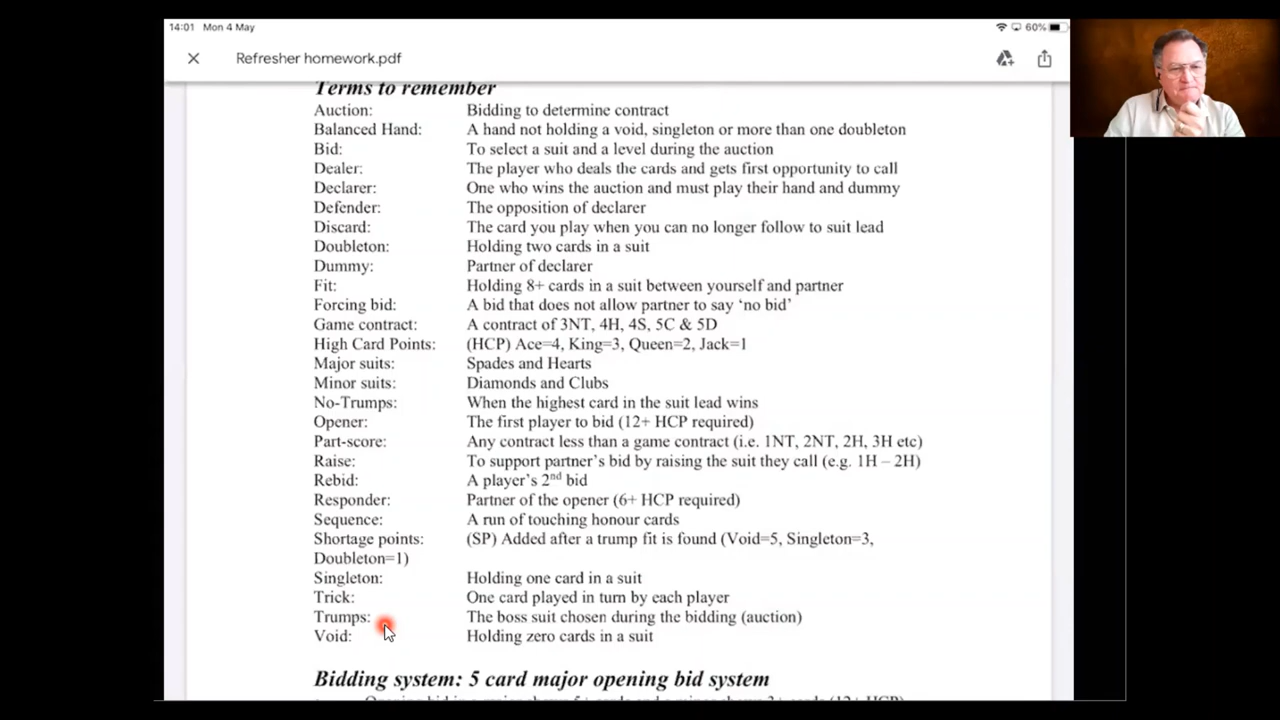 14:01 Mon 4 May 60%
Refresher homework.pdf
Terms to remember
Auction: Bidding to determine contract
Balanced Hand: A hand not holding a void, singleton or more than one doubleton
Bid: To select a suit and a level during the auction
Dealer: The player who deals the cards and gets first opportunity to call
Declarer: One who wins the auction and must play their hand and dummy
Defender: The opposition of declarer
Discard: The card you play when you can no longer follow to suit lead
Doubleton: Holding two cards in a suit
Dummy: Partner of declarer
Fit: Holding 8+ cards in a suit between yourself and partner
Forcing bid: A bid that does not allow partner to say ‘no bid’
Game contract: A contract of 3NT, 4H, 4S, 5C & 5D
High Card Points: (HCP) Ace=4, King=3, Queen=2, Jack=1
Major suits: Spades and Hearts
Minor suits: Diamonds and Clubs
No-Trumps: When the highest card in the suit lead wins
Opener: The first player to bid (12+ HCP required)
Part-score: Any contract less than a game contract (i.e. 1NT, 2NT, 2H, 3H etc)
Raise: To support partner’s bid by raising the suit they call (e.g. 1H – 2H)
Rebid: A player’s 2nd bid
Responder: Partner of the opener (6+ HCP required)
Sequence: A run of touching honour cards
Shortage points: (SP) Added after a trump fit is found (Void=5, Singleton=3,
Doubleton=1)
Singleton: Holding one card in a suit
Trick: One card played in turn by each player
Trumps: The boss suit chosen during the bidding (auction)
Void: Holding zero cards in a suit
Bidding system: 5 card major opening bid system